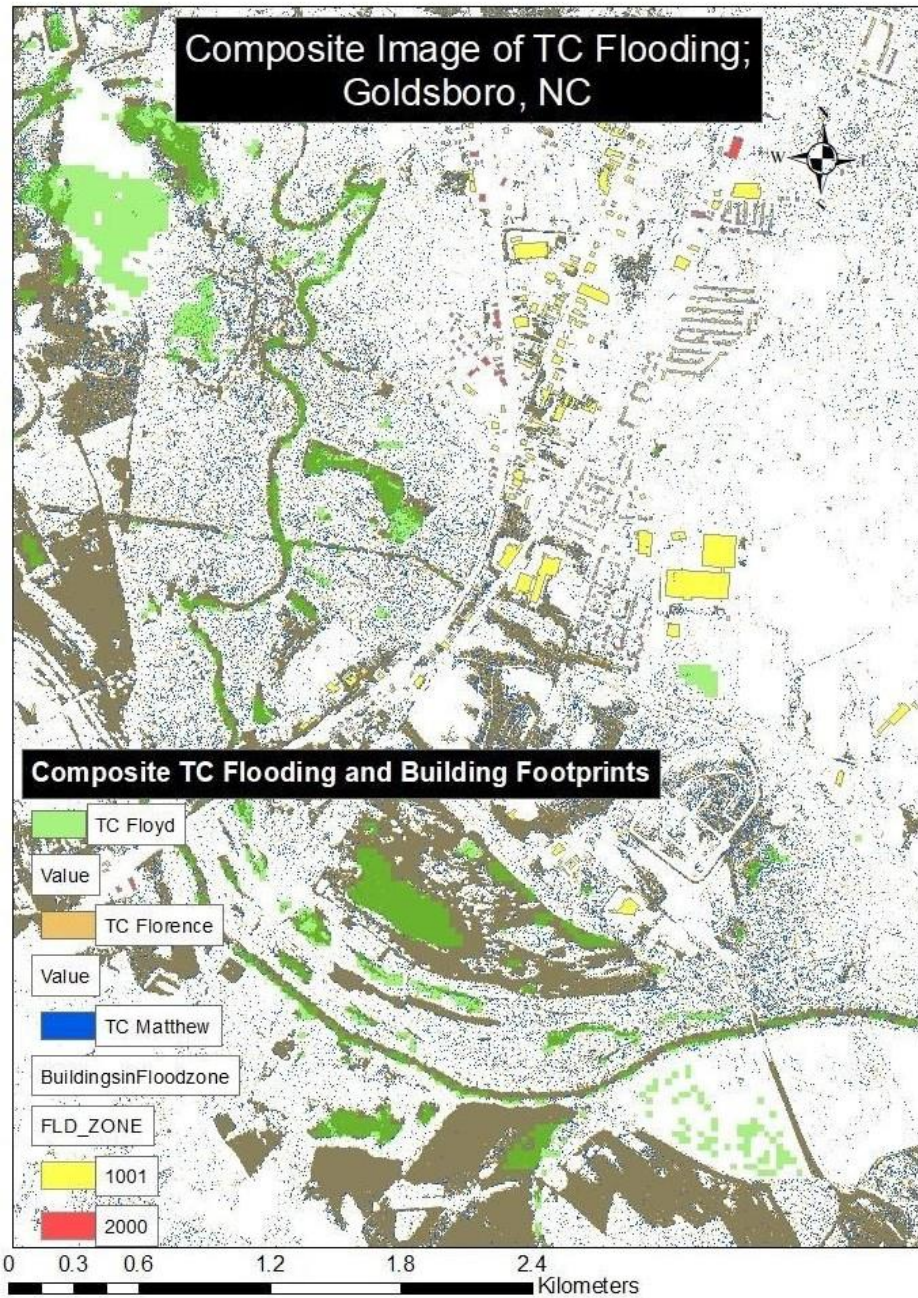 Composite Image of TC Flooding;
Goldsboro, NC
N
W E
S
Composite TC Flooding and Building Footprints
TC Floyd
Value
TC Florence
Value
TC Matthew
BuildingsinFloodzone
FLD_ZONE
1001
2000
0 0.3 0.6 1.2 1.8 2.4
Kilometers